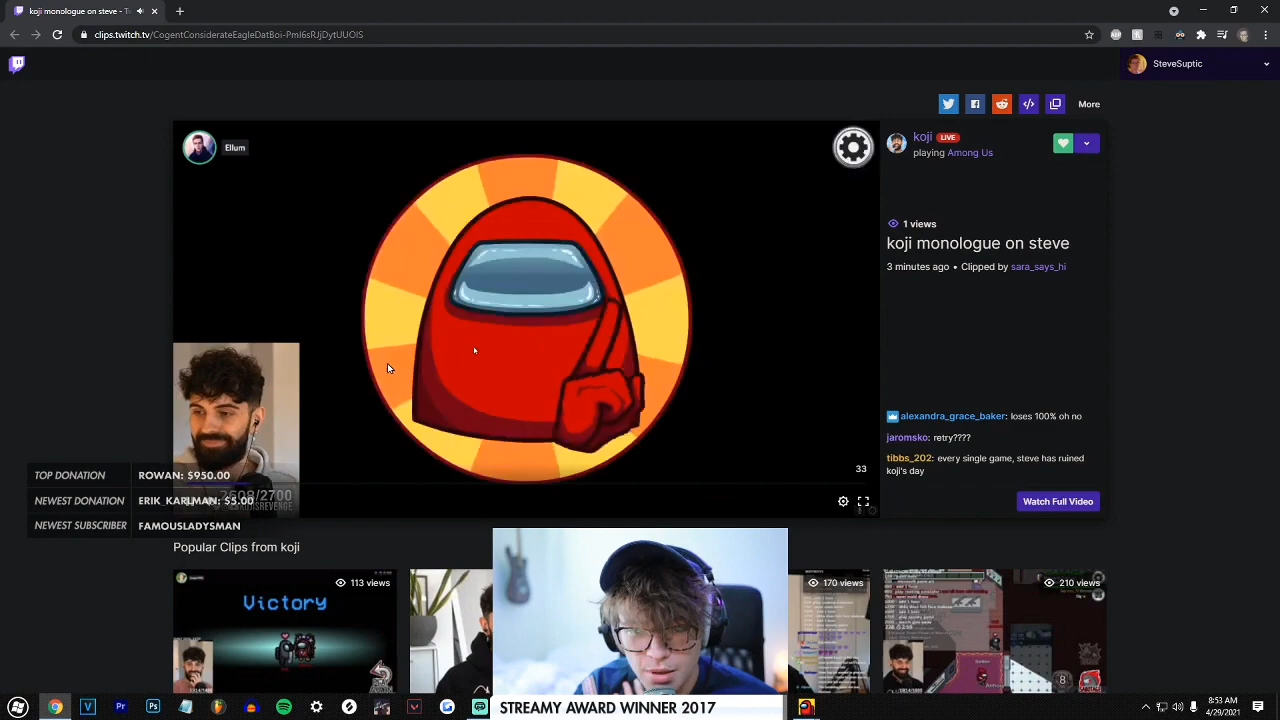 koji monologue on steve - T
clips.twitch.tv/CogentConsiderateEagleDatBoi-PmI6sRJjDytUUOIS
SteveSuptic
More
Ellum
koji LIVE
playing Among Us
1 views
koji monologue on steve
3 minutes ago • Clipped by sara_says_hi
alexandra_grace_baker: loses 100% oh no
jaromsko: retry????
tibbs_202: every single game, steve has ruined
koji's day
33
Watch Full Video
TOP DONATION ROWAN: $950.00
2608/2700
NEWEST DONATION ERIK KARLMAN: $5.00
NEWEST SUBSCRIBER FAMOUSLADYSMAN
Popular Clips from koji
113 views
170 views
210 views
Victory
STREAMY AWARD WINNER 2017
8:53 AM
4/29/2021